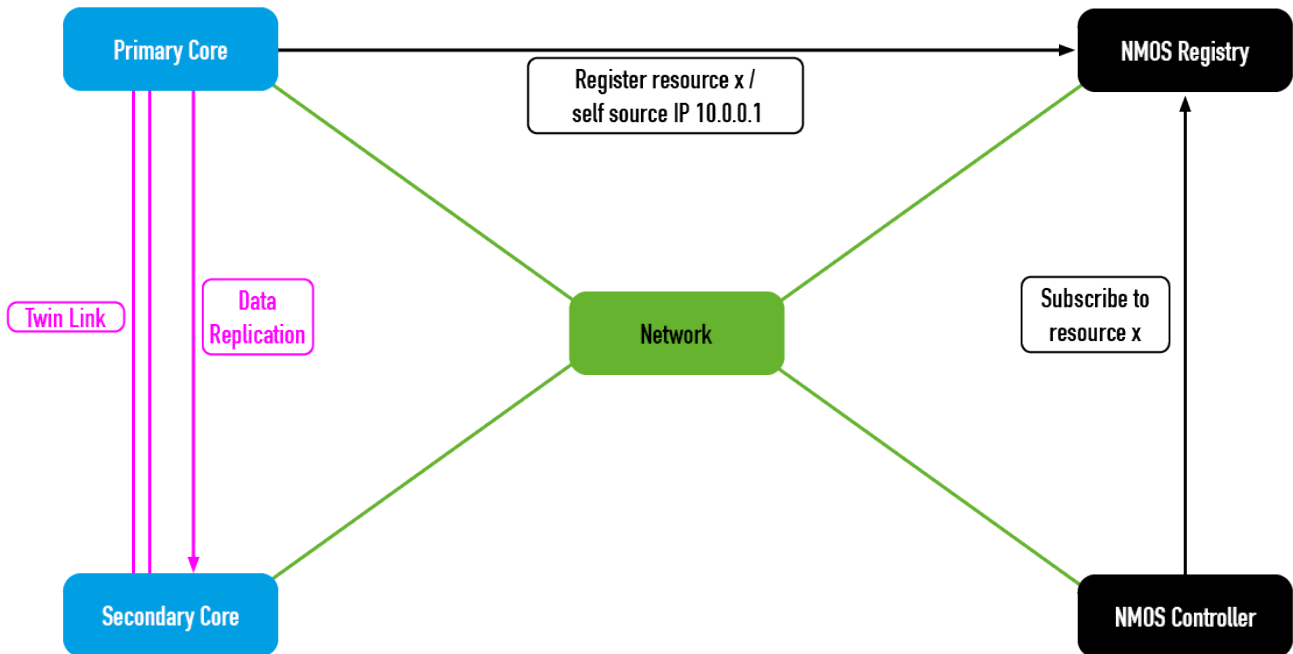 Primary Core
NMOS Registry
Register resource x /
self source IP 10.0.0.1
Twin Link
Data
Replication
Network
Subscribe to
resource x
Secondary Core
NMOS Controller